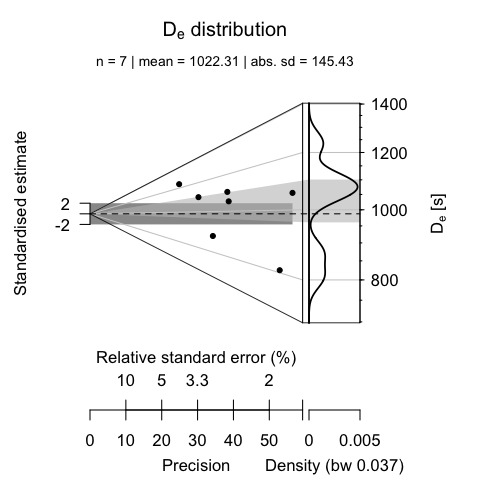 De distribution
n = 7 | mean = 1022.31 | abs. sd = 145.43
Standardised estimate
2
-2
1400
1200
1000
800
De [s]
Relative standard error (%)
10 5 3.3 2
0 10 20 30 40 50 0 0.005
Precision Density (bw 0.037)